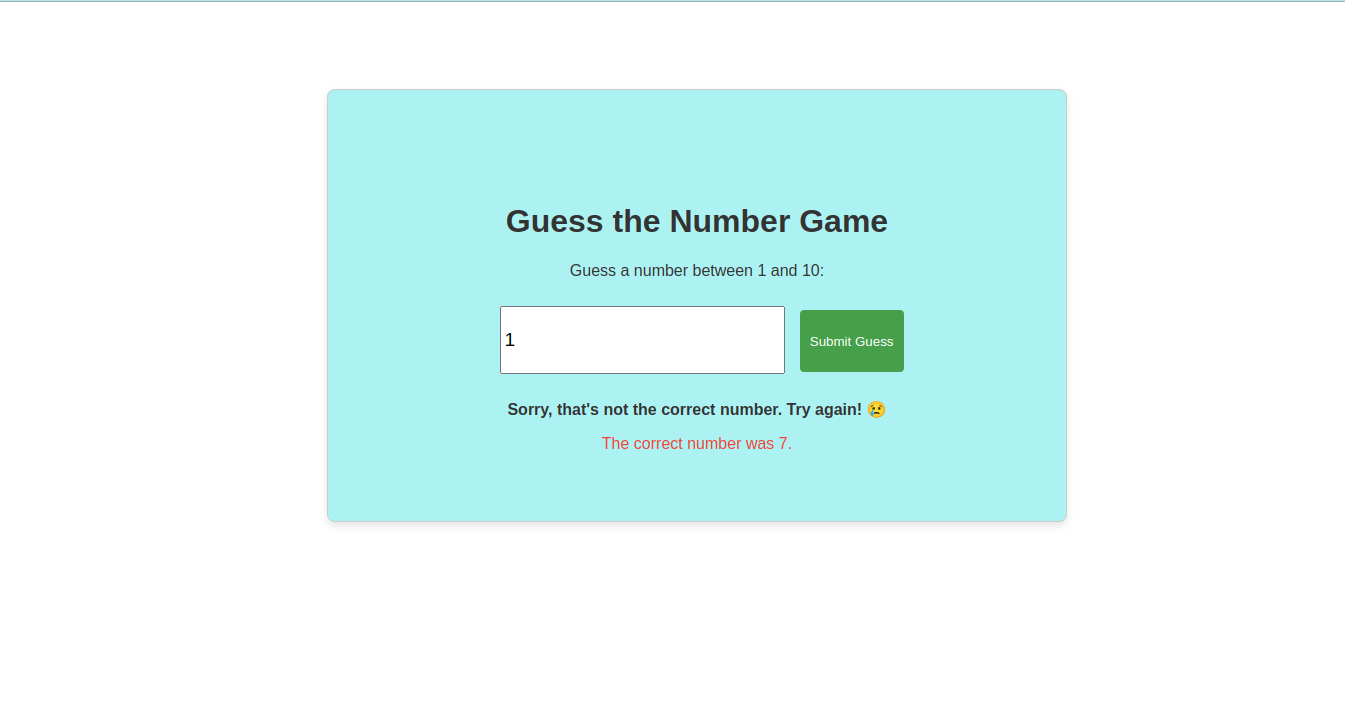 Guess the Number Game
Guess a number between 1 and 10:
1
Submit Guess
Sorry, that's not the correct number. Try again! 😢
The correct number was 7.